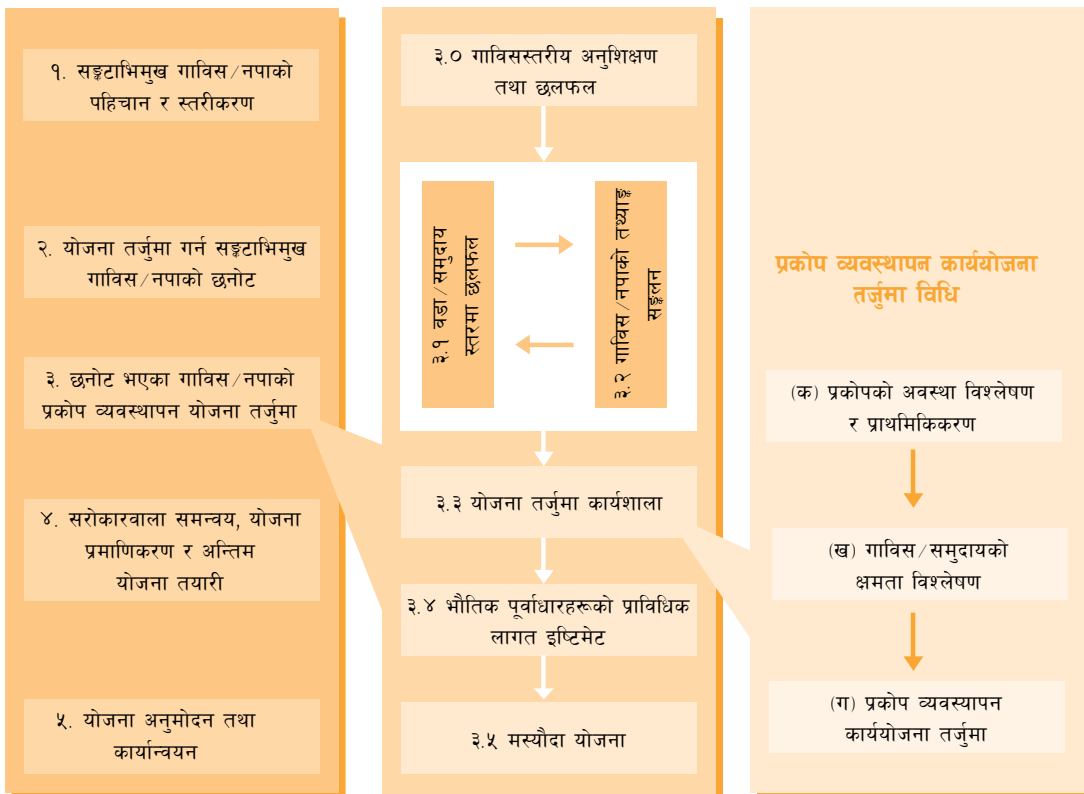 १. सङ्कटाभिमुख गाविस/नपाको
पहिचान र स्तरीकरण
२. योजना तर्जुमा गर्न सङ्कटाभिमुख
गाविस/नपाको छनोट
३. छनोट भएका गाविस/नपाको
प्रकोप व्यवस्थापन योजना तर्जुमा
४. सरोकारवाला समन्वय, योजना
प्रमाणिकरण र अन्तिम
योजना तयारी
५. योजना अनुमोदन तथा
कार्यान्वयन
३.० गाविसस्तरीय अनुशिक्षण
तथा छलफल
३.१ वडा/समुदाय
स्तरमा छलफल
३.२ गाविस/नपाको तथ्याङ्क
सङ्कलन
३.३ योजना तर्जुमा कार्यशाला
३.४ भौतिक पूर्वाधारहरूको प्राविधिक
लागत इष्टिमेट
३.५ मस्यौदा योजना
प्रकोप व्यवस्थापन कार्ययोजना
तर्जुमा विधि
(क) प्रकोपको अवस्था विश्लेषण
र प्राथमिकिकरण
(ख) गाविस/समुदायको
क्षमता विश्लेषण
(ग) प्रकोप व्यवस्यापन
कार्ययोजना तर्जुमा